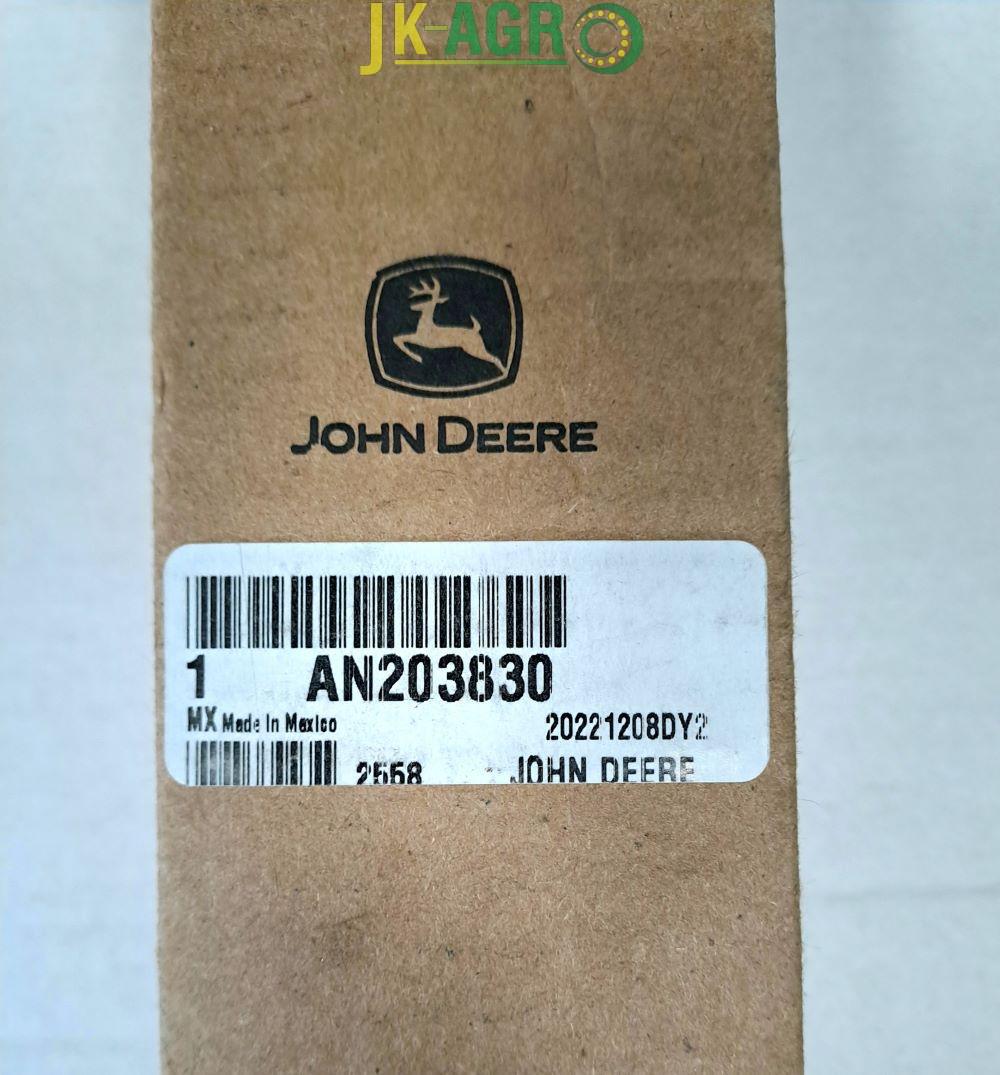 JK-AGRO
JOHN DEERE
1 AN203830
MX Made In Mexico 20221208DY2
2558 JOHN DEERE